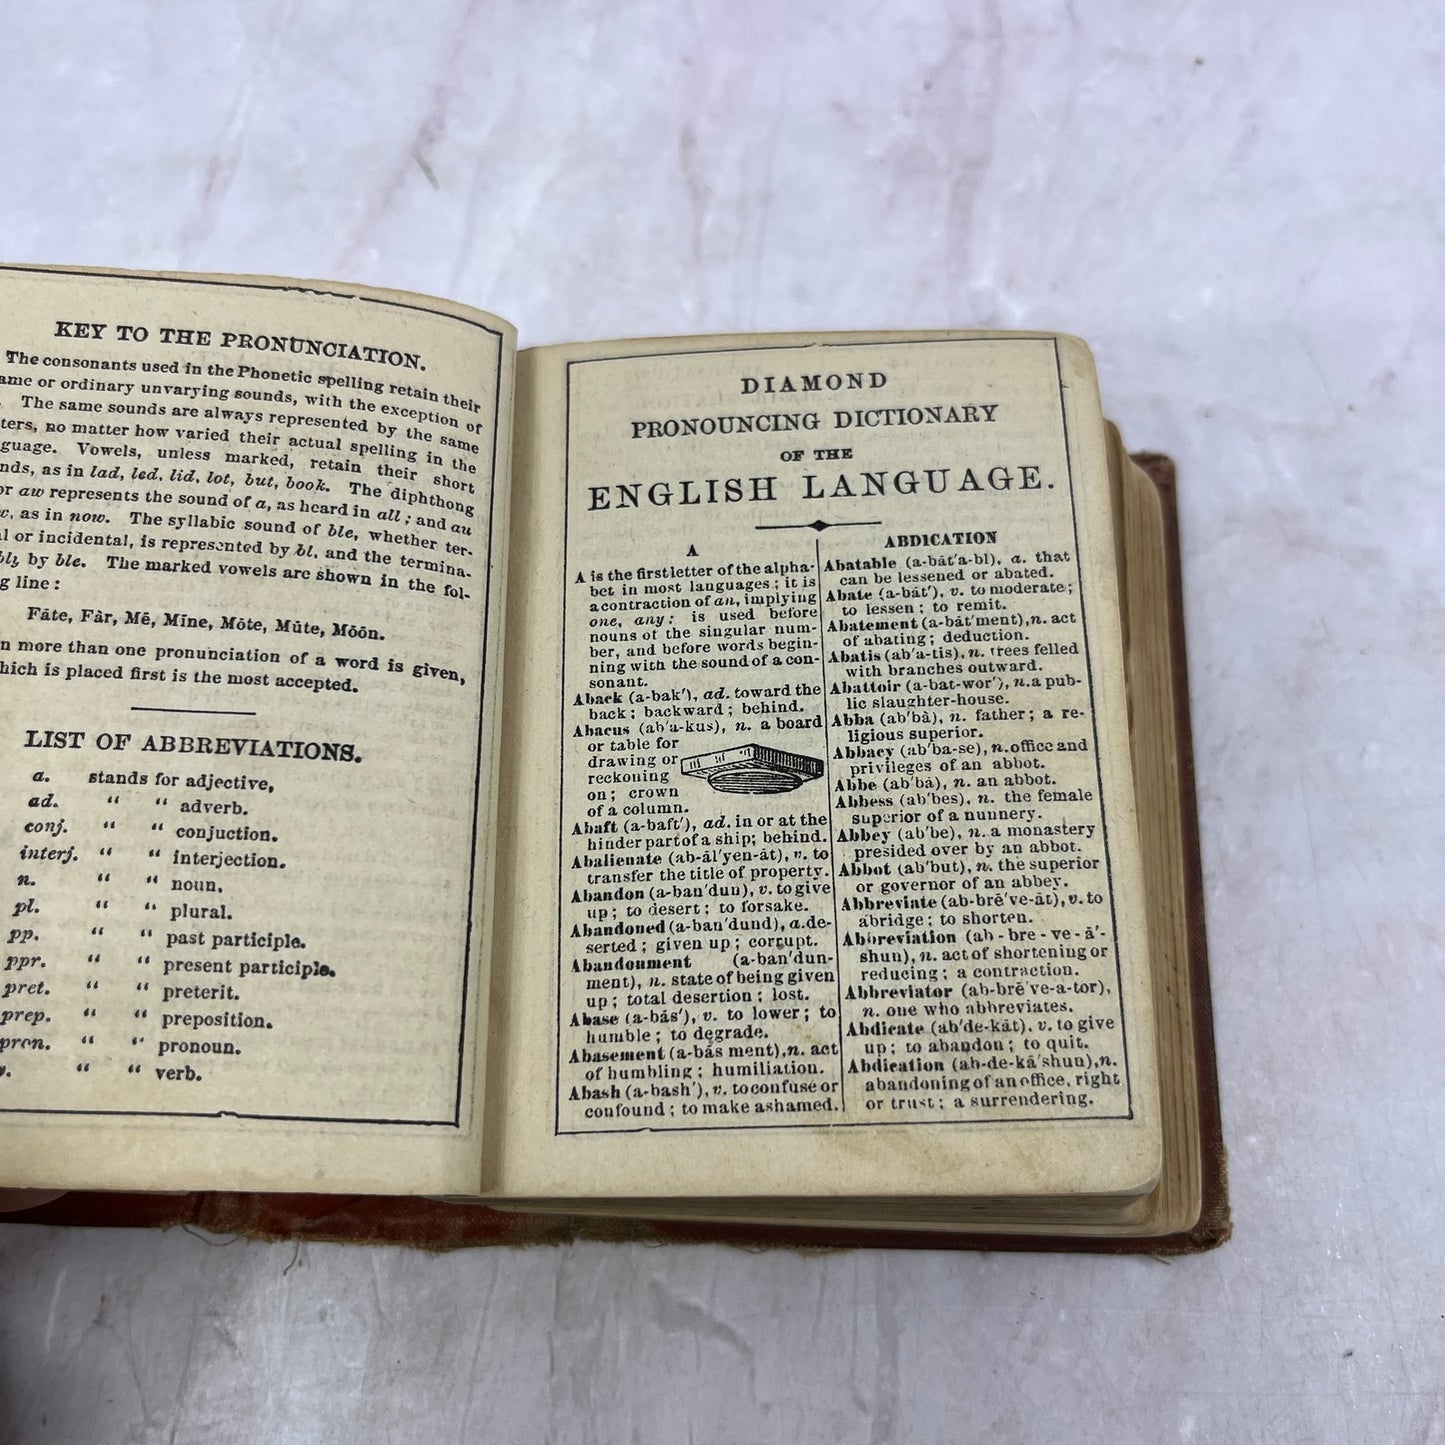 KEY TO THE PRONUNCIATION.
The consonants used in the Phonetic spelling retain their
or ordinary unvarying sounds, with the exception of
The same sounds are always represented by the same
no matter how varied their actual spelling in the
Vowels, unless marked, retain their short
as in lad, led, lid, lot, but, book. The diphthong
or aw represents the sound of a, as heard in all; and au
as in now. The syllabic sound of ble, whether ter-
or incidental, is represented by bl, and the termina-
by ble. The marked vowels are shown in the fol-
line:
Fāte, Fàr, Mē, Mīne, Mōte, Mūte, Mōōn.
more than one pronunciation of a word is given,
which is placed first is the most accepted.
LIST OF ABBREVIATIONS.
a. stands for adjective,
ad. " " adverb.
conj. " " conjuction.
interj. " " interjection.
n. " " noun.
pl. " " plural.
pp. " " past participle.
ppr. " " present participle.
pret. " " preterit.
prep. " " preposition.
pron. " " pronoun.
v. " " verb.
DIAMOND
PRONOUNCING DICTIONARY
OF THE
ENGLISH LANGUAGE.
A
A is the first letter of the alpha-
bet in most languages; it is
a contraction of an, implying
one, any; is used before
nouns of the singular num-
ber, and before words begin-
ning with the sound of a con-
sonant.
Aback (a-bak'), ad. toward the
back; backward; behind.
Abacus (ab'a-kus), n. a board
or table for
drawing or
reckoning
on; crown
of a column.
Abaft (a-baft'), ad. in or at the
hinder part of a ship; behind.
Abalienate (ab-āl'yen-āt), v. to
transfer the title of property.
Abandon (a-ban'dun), v. to give
up; to desert; to forsake.
Abandoned (a-ban'dund), a. de-
serted; given up; corrupt.
Abandonment (a-ban'dun-
ment), n. state of being given
up; total desertion; lost.
Abase (a-bās'), v. to lower; to
humble; to degrade.
Abasement (a-bās ment), n. act
of humbling; humiliation.
Abash (a-bash'), v. to confuse or
confound; to make ashamed.
ABDICATION
Abatable (a-bāt'a-bl), a. that
can be lessened or abated.
Abate (a-bāt'), v. to moderate;
to lessen; to remit.
Abatement (a-bāt'ment), n. act
of abating; deduction.
Abatis (ab'a-tis), n. trees felled
with branches outward.
Abattoir (a-bat-wor'), n. a pub-
lic slaughter-house.
Abba (ab'bà), n. father; a re-
ligious superior.
Abbacy (ab'ba-se), n. office and
privileges of an abbot.
Abbe (ab'bā), n. an abbot.
Abbess (ab'bes), n. the female
superior of a nunnery.
Abbey (ab'be), n. a monastery
presided over by an abbot.
Abbot (ab'but), n. the superior
or governor of an abbey.
Abbreviate (ab-brē've-āt), v. to
abridge; to shorten.
Abbreviation (ab-bre-ve-ā'-
shun), n. act of shortening or
reducing; a contraction.
Abbreviator (ab-brē've-a-tor),
n. one who abbreviates.
Abdicate (ab'de-kāt), v. to give
up; to abandon; to quit.
Abdication (ab-de-kā'shun), n.
abandoning of an office, right
or trust; a surrendering.